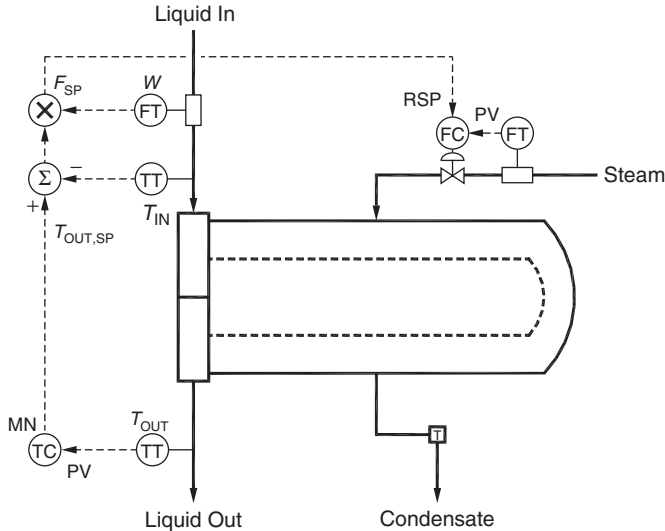 Liquid In
F_SP
W
FT
RSP
PV
FC
FT
Steam
Σ
−
+
TT
T_IN
T_OUT,SP
MN
TC
PV
T_OUT
TT
T
Liquid Out
Condensate